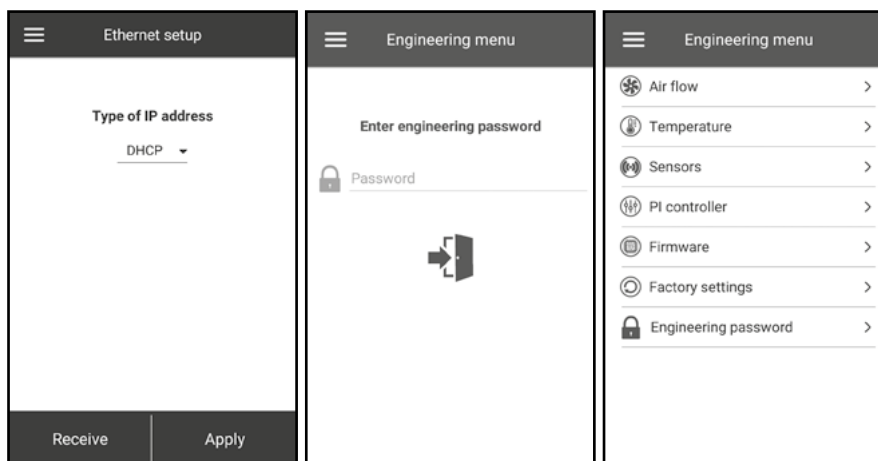 Ethernet setup
Type of IP address
DHCP
Receive
Apply
Engineering menu
Enter engineering password
Password
Engineering menu
Air flow
Temperature
Sensors
PI controller
Firmware
Factory settings
Engineering password